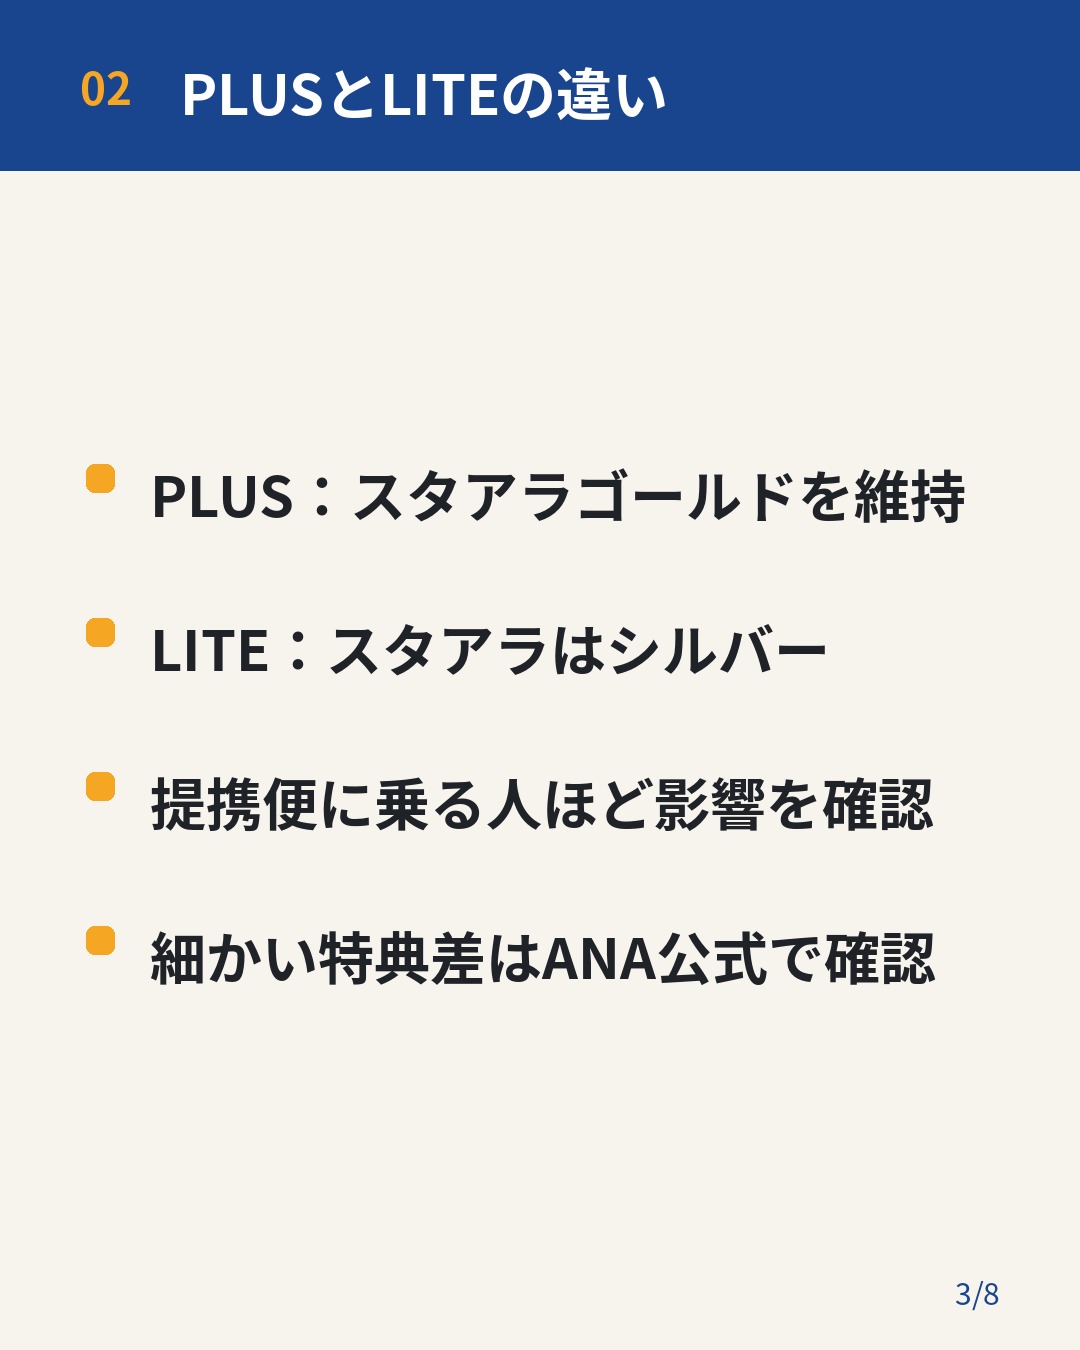 02 PLUSとLITEの違い
PLUS：スタアラゴールドを維持
LITE：スタアラはシルバー
提携便に乗る人ほど影響を確認
細かい特典差はANA公式で確認
3/8